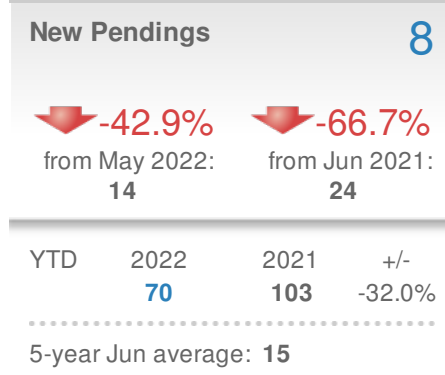 New Pendings 8
-42.9% -66.7%
from May 2022: from Jun 2021:
14 24
YTD 2022 2021 +/-
70 103 -32.0%
5-year Jun average: 15